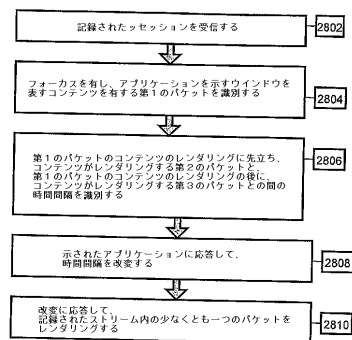 記録されたッセッションを受信する
2802
フォーカスを有し、アプリケーションを示すウインドウを
表すコンテンツを有する第1のパケットを識別する
2804
第1のパケットのコンテンツのレンダリングに先立ち、
コンテンツがレンダリングする第2のパケットと、
第1のパケットのコンテンツのレンダリングの後に、
コンテンツがレンダリングする第3のパケットとの間の
時間間隔を識別する
2806
示されたアプリケーションに応答して、
時間間隔を改変する
2808
改変に応答して、
記録されたストリーム内の少なくとも一つのパケットを
レンダリングする
2810